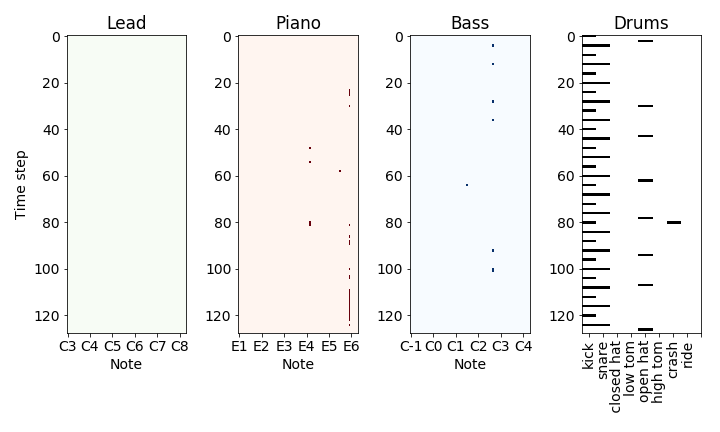 Lead Piano Bass Drums
0 0 0 0
20 20 20 20
40 40 40 40
60 60 60 60
80 80 80 80
100 100 100 100
120 120 120 120
Time step
C3 C4 C5 C6 C7 C8
E1 E2 E3 E4 E5 E6
C-1 C0 C1 C2 C3 C4
kick
snare
closed hat
low tom
open hat
high tom
crash
ride
Note Note Note